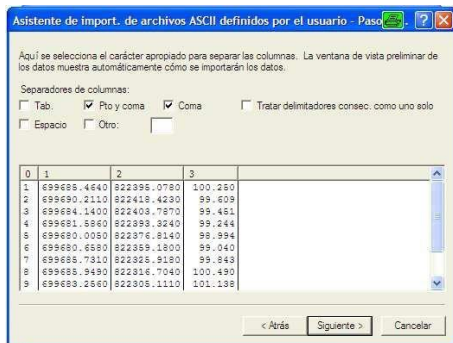 Asistente de import. de archivos ASCII definidos por el usuario - Paso
Aquí se selecciona el carácter apropiado para separar las columnas. La ventana de vista preliminar de
los datos muestra automáticamente cómo se importarán los datos.
Separadores de columnas:
Tab. Pto y coma Coma Tratar delimitadores consec. como uno solo
Espacio Otro:
0 1 2 3
1 699685.4640 822395.0780 100.250
2 699690.2110 822418.4230 99.609
3 699684.1400 822403.7870 99.451
4 699681.5860 822393.3240 99.244
5 699680.0050 822376.8140 98.994
6 699680.6580 822359.1800 99.040
7 699685.7310 822325.9180 99.843
8 699685.9490 822316.7040 100.490
9 699683.2560 822305.1110 101.138
< Atrás Siguiente > Cancelar